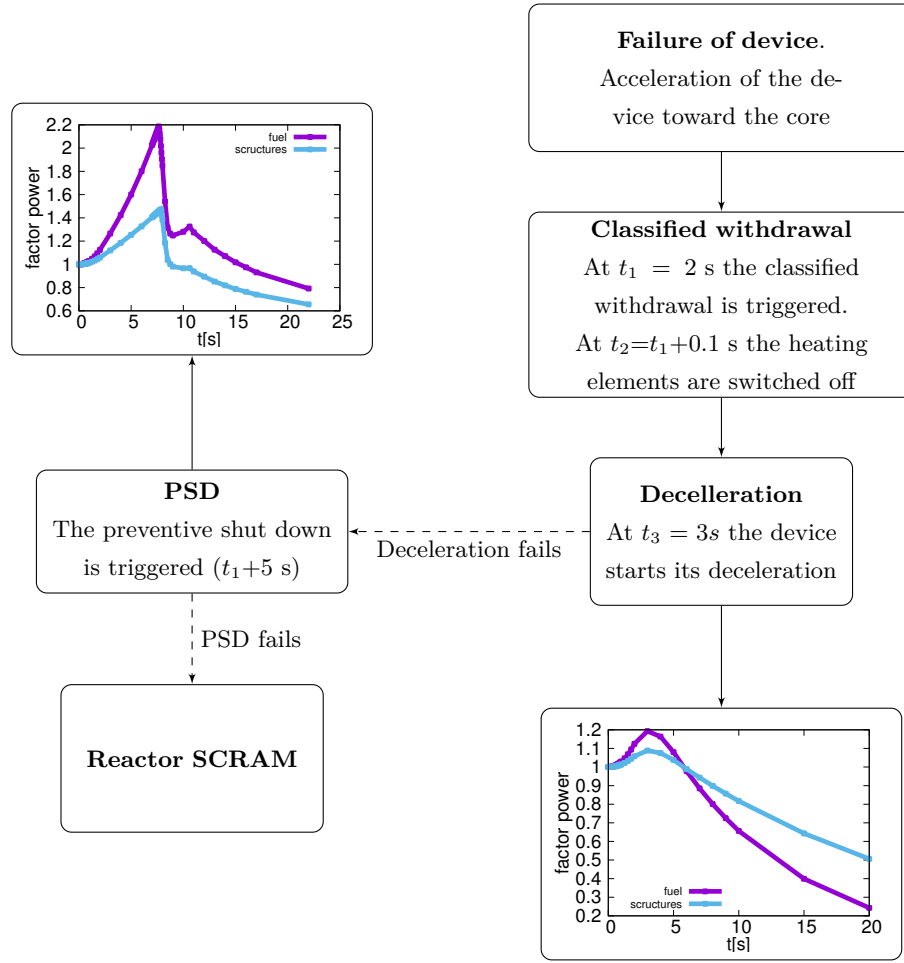 Failure of device.
Acceleration of the de-
vice toward the core
Classified withdrawal
At t₁ = 2 s the classified
withdrawal is triggered.
At t₂=t₁+0.1 s the heating
elements are switched off
Decelleration
At t₃ = 3s the device
starts its deceleration
Deceleration fails
PSD
The preventive shut down
is triggered (t₁+5 s)
PSD fails
Reactor SCRAM
factor power
2.2
2
1.8
1.6
1.4
1.2
1
0.8
0.6
0 5 10 15 20 25
t[s]
fuel
scructures
factor power
1.2
1.1
1
0.9
0.8
0.7
0.6
0.5
0.4
0.3
0.2
0 5 10 15 20
t[s]
fuel
scructures